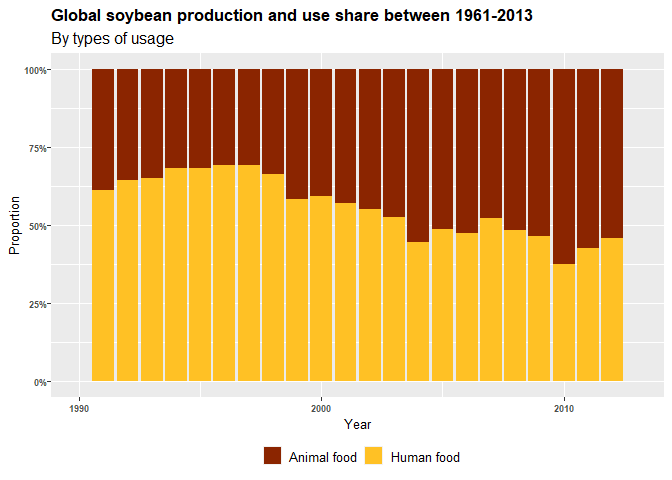 Global soybean production and use share between 1961-2013
By types of usage
100%
75%
50%
25%
0%
Proportion
1990
2000
2010
Year
Animal food
Human food